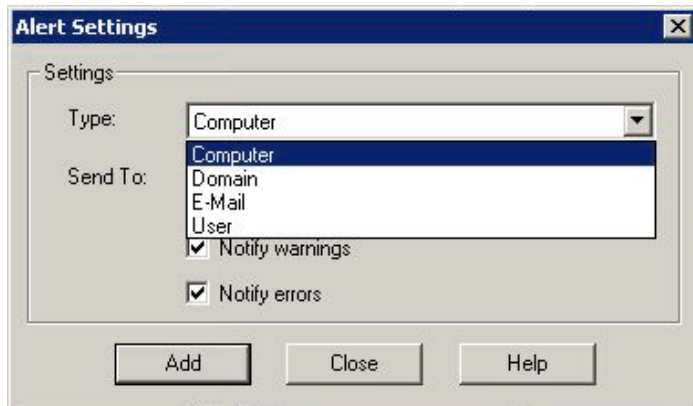 Alert Settings
Settings
Type:
Computer
Computer
Domain
Send To:
E-Mail
User
Notify warnings
Notify errors
Add
Close
Help